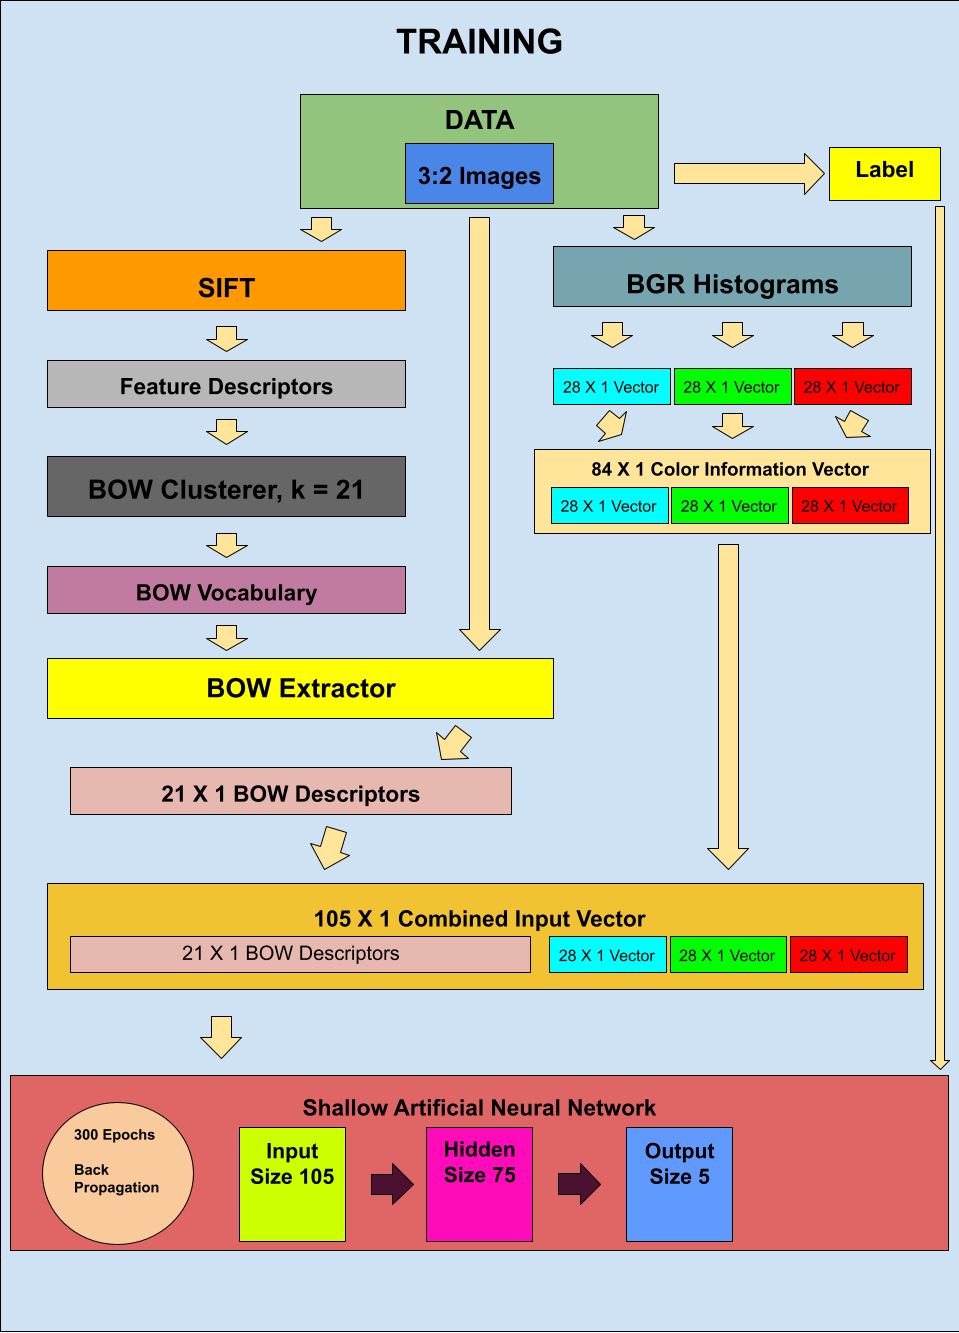 TRAINING
DATA
3:2 Images
Label
SIFT
BGR Histograms
Feature Descriptors
28 X 1 Vector
28 X 1 Vector
28 X 1 Vector
84 X 1 Color Information Vector
28 X 1 Vector
28 X 1 Vector
28 X 1 Vector
BOW Clusterer, k = 21
BOW Vocabulary
BOW Extractor
21 X 1 BOW Descriptors
105 X 1 Combined Input Vector
21 X 1 BOW Descriptors
28 X 1 Vector
28 X 1 Vector
28 X 1 Vector
Shallow Artificial Neural Network
300 Epochs
Back
Propagation
Input
Size 105
Hidden
Size 75
Output
Size 5